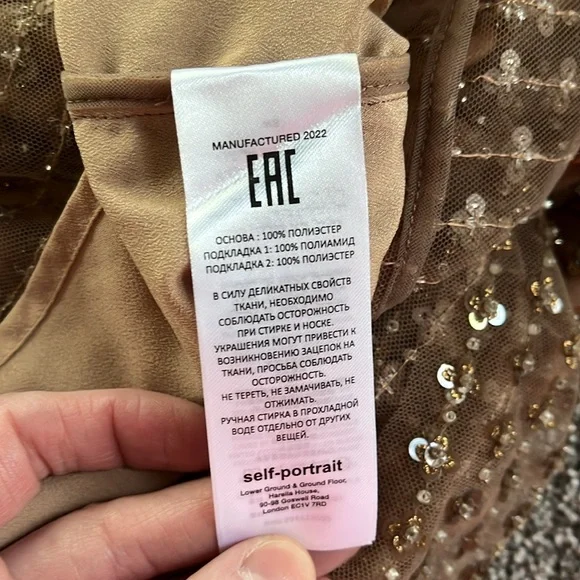 MANUFACTURED 2022
EAC
ОСНОВА : 100% ПОЛИЭСТЕР
ПОДКЛАДКА 1: 100% ПОЛИАМИД
ПОДКЛАДКА 2: 100% ПОЛИЭСТЕР
В СИЛУ ДЕЛИКАТНЫХ СВОЙСТВ
ТКАНИ, НЕОБХОДИМО
СОБЛЮДАТЬ ОСТОРОЖНОСТЬ
ПРИ СТИРКЕ И НОСКЕ.
УКРАШЕНИЯ МОГУТ ПРИВЕСТИ К
ВОЗНИКНОВЕНИЮ ЗАЦЕПОК НА
ТКАНИ, ПРОСЬБА СОБЛЮДАТЬ
ОСТОРОЖНОСТЬ.
НЕ ТЕРЕТЬ, НЕ ЗАМАЧИВАТЬ, НЕ
ОТЖИМАТЬ.
РУЧНАЯ СТИРКА В ПРОХЛАДНОЙ
ВОДЕ ОТДЕЛЬНО ОТ ДРУГИХ
ВЕЩЕЙ.
self-portrait
Lower Ground & Ground Floor,
Harella House,
90-98 Goswell Road
London EC1V 7RD